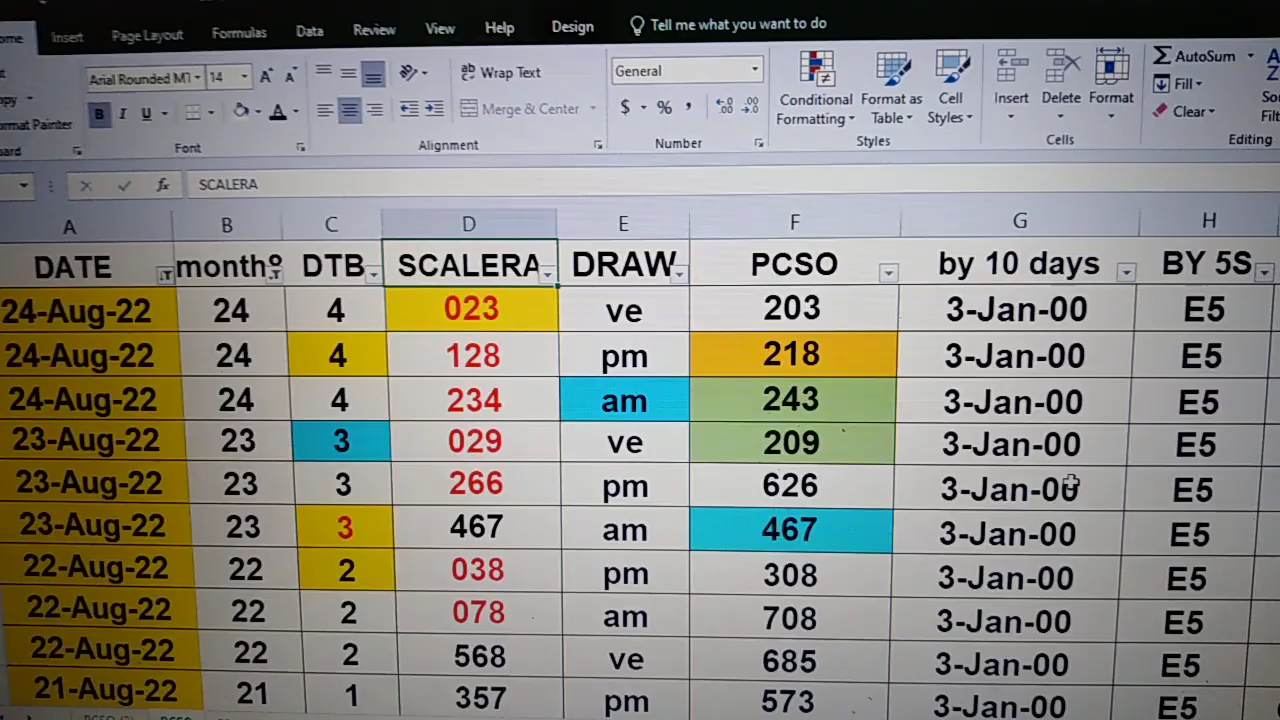 Insert Page Layout Formulas Data Review View Help Design Tell me what you want to do
Arial Rounded MT 14 A A ab Wrap Text General AutoSum
B I U A Merge & Center $ % , Conditional Formatting Format as Table Cell Styles Insert Delete Format Fill
Format Painter Clear
Font Alignment Number Styles Cells Editing
fx SCALERA
A B C D E F G H
DATE month DTB SCALERA DRAW PCSO by 10 days BY 5S
24-Aug-22 24 4 023 ve 203 3-Jan-00 E5
24-Aug-22 24 4 128 pm 218 3-Jan-00 E5
24-Aug-22 24 4 234 am 243 3-Jan-00 E5
23-Aug-22 23 3 029 ve 209 3-Jan-00 E5
23-Aug-22 23 3 266 pm 626 3-Jan-00 E5
23-Aug-22 23 3 467 am 467 3-Jan-00 E5
22-Aug-22 22 2 038 pm 308 3-Jan-00 E5
22-Aug-22 22 2 078 am 708 3-Jan-00 E5
22-Aug-22 22 2 568 ve 685 3-Jan-00 E5
21-Aug-22 21 1 357 pm 573 3-Jan-00 E5